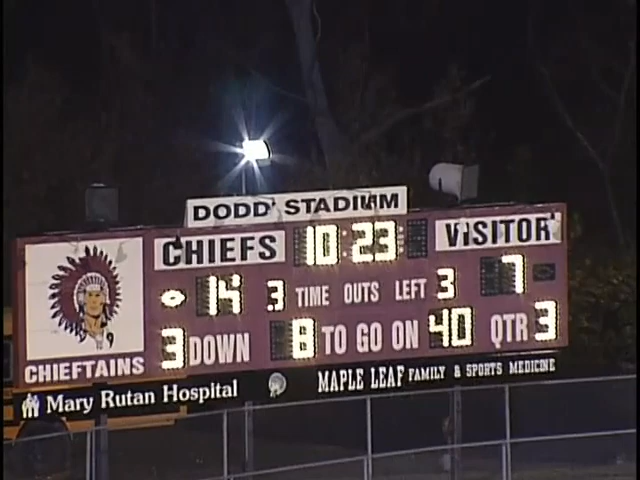 DODD STADIUM
CHIEFS 10:23 VISITOR
14 3 TIME OUTS LEFT 3 7
3 DOWN 8 TO GO ON 40 QTR 3
CHIEFTAINS
Mary Rutan Hospital MAPLE LEAF FAMILY & SPORTS MEDICINE